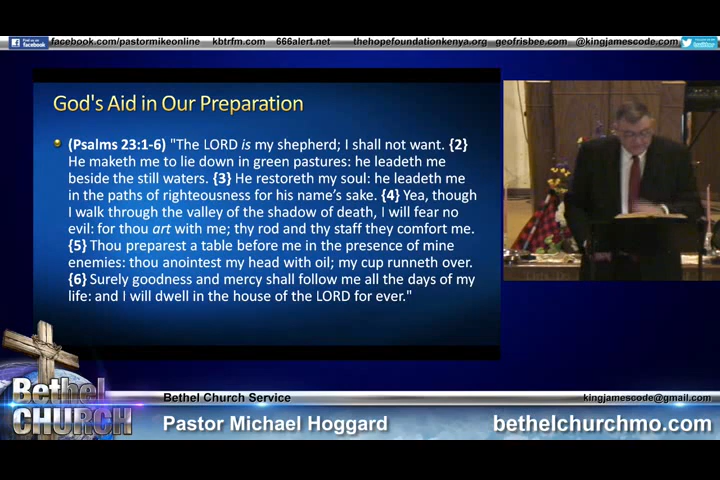 Find us on facebook
facebook.com/pastormikeonline kbtrfm.com 666alert.net thehopefoundationkenya.org geofrisbee.com @kingjamescode.com
twitter
God's Aid in Our Preparation
(Psalms 23:1-6) "The LORD is my shepherd; I shall not want. {2}
He maketh me to lie down in green pastures: he leadeth me
beside the still waters. {3} He restoreth my soul: he leadeth me
in the paths of righteousness for his name's sake. {4} Yea, though
I walk through the valley of the shadow of death, I will fear no
evil: for thou art with me; thy rod and thy staff they comfort me.
{5} Thou preparest a table before me in the presence of mine
enemies: thou anointest my head with oil; my cup runneth over.
{6} Surely goodness and mercy shall follow me all the days of my
life: and I will dwell in the house of the LORD for ever."
Bethel
CHURCH
Bethel Church Service
kingjamescode@gmail.com
Pastor Michael Hoggard
bethelchurchmo.com